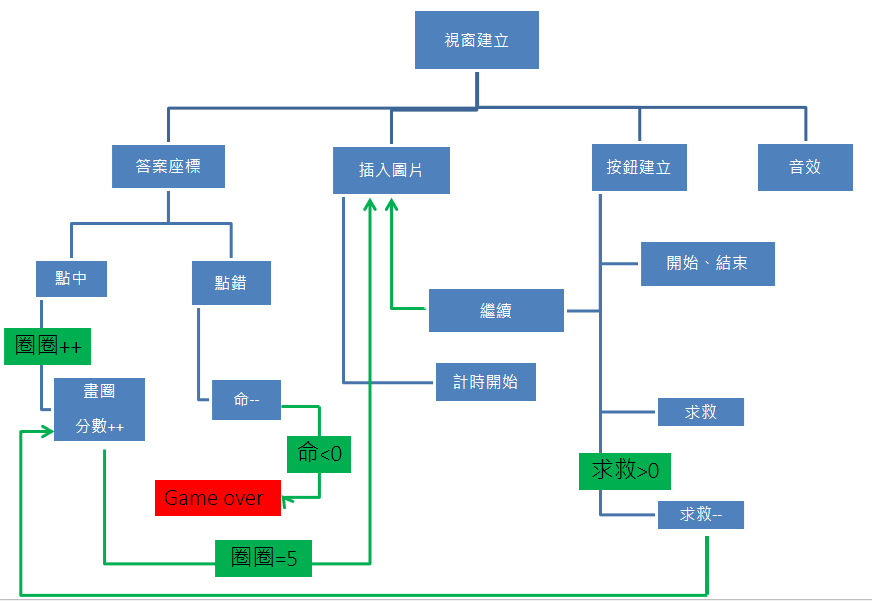 視窗建立
答案座標
插入圖片
按鈕建立
音效
點中
點錯
開始、結束
繼續
圈圈++
計時開始
畫圈
分數++
命--
求救
命<0
求救>0
Game over
求救--
圈圈=5